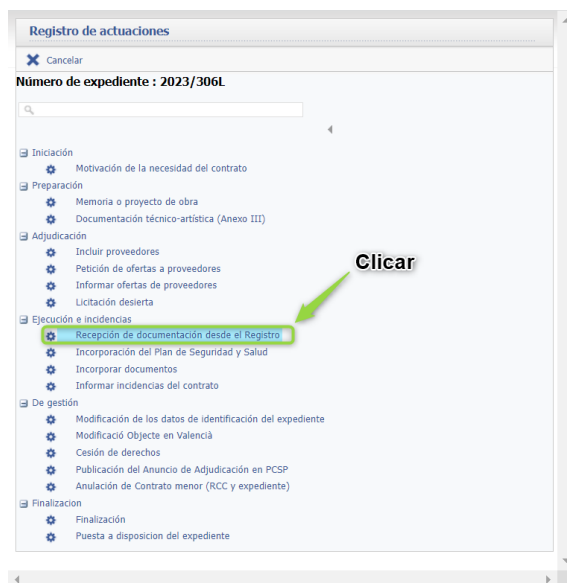 Registro de actuaciones
Cancelar
Número de expediente : 2023/306L
Iniciación
Motivación de la necesidad del contrato
Preparación
Memoria o proyecto de obra
Documentación técnico-artística (Anexo III)
Adjudicación
Incluir proveedores
Petición de ofertas a proveedores
Clicar
Informar ofertas de proveedores
Licitación desierta
Ejecución e incidencias
Recepción de documentación desde el Registro
Incorporación del Plan de Seguridad y Salud
Incorporar documentos
Informar incidencias del contrato
De gestión
Modificación de los datos de identificación del expediente
Modificació Objecte en Valencià
Cesión de derechos
Publicación del Anuncio de Adjudicación en PCSP
Anulación de Contrato menor (RCC y expediente)
Finalizacion
Finalización
Puesta a disposicion del expediente